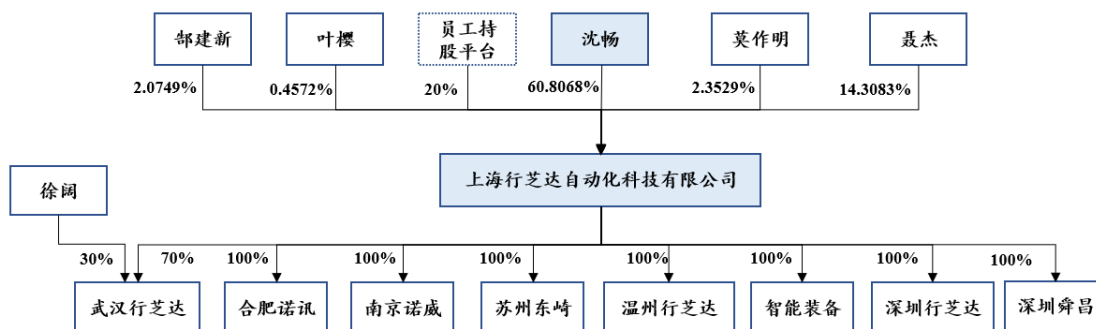 郜建新
叶樱
员工持
股平台
沈畅
莫作明
聂杰
2.0749%
0.4572%
20%
60.8068%
2.3529%
14.3083%
上海行芝达自动化科技有限公司
徐阔
30%
70%
100%
100%
100%
100%
100%
100%
100%
武汉行芝达
合肥诺讯
南京诺威
苏州东崎
温州行芝达
智能装备
深圳行芝达
深圳舜昌